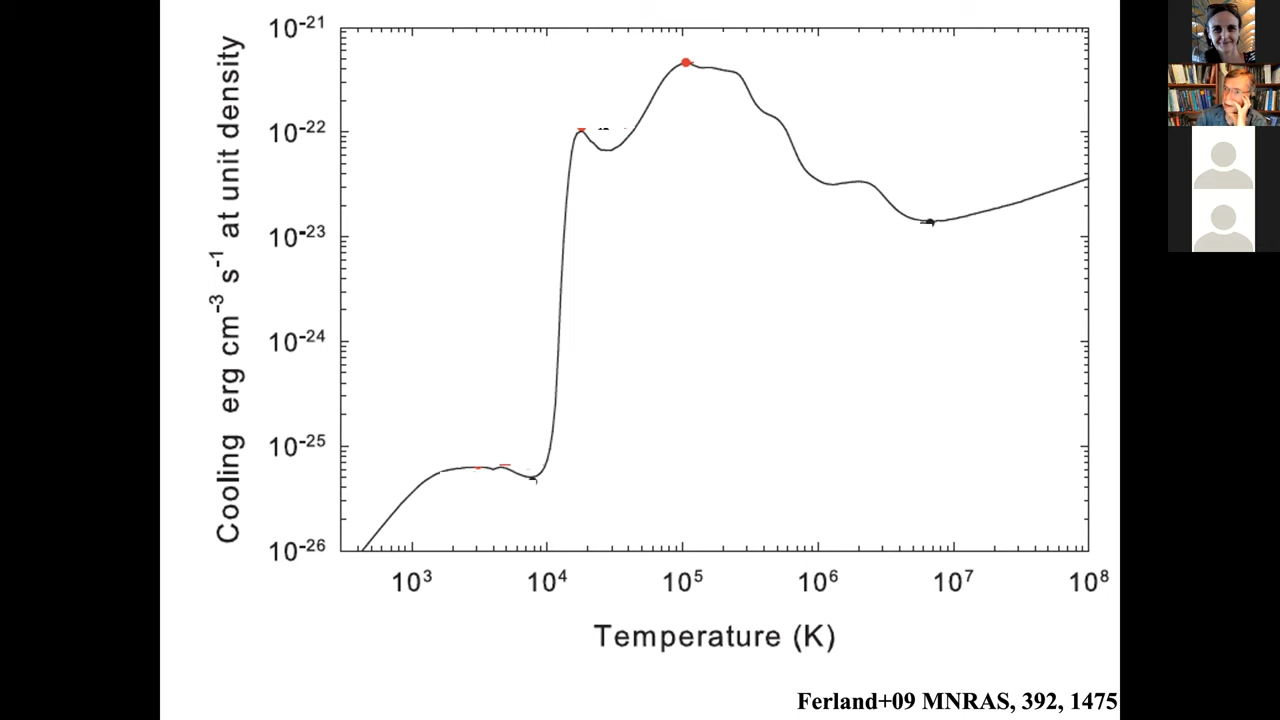 10⁻²¹
10⁻²²
10⁻²³
10⁻²⁴
10⁻²⁵
10⁻²⁶
Cooling erg cm⁻³ s⁻¹ at unit density
10³ 10⁴ 10⁵ 10⁶ 10⁷ 10⁸
Temperature (K)
Ferland+09 MNRAS, 392, 1475